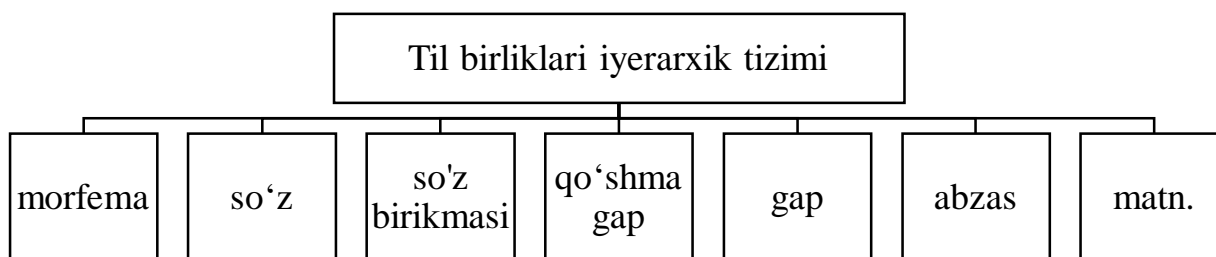 Til birliklari iyerarxik tizimi
morfema
so‘z
so'z
birikmasi
qo‘shma
gap
gap
abzas
matn.